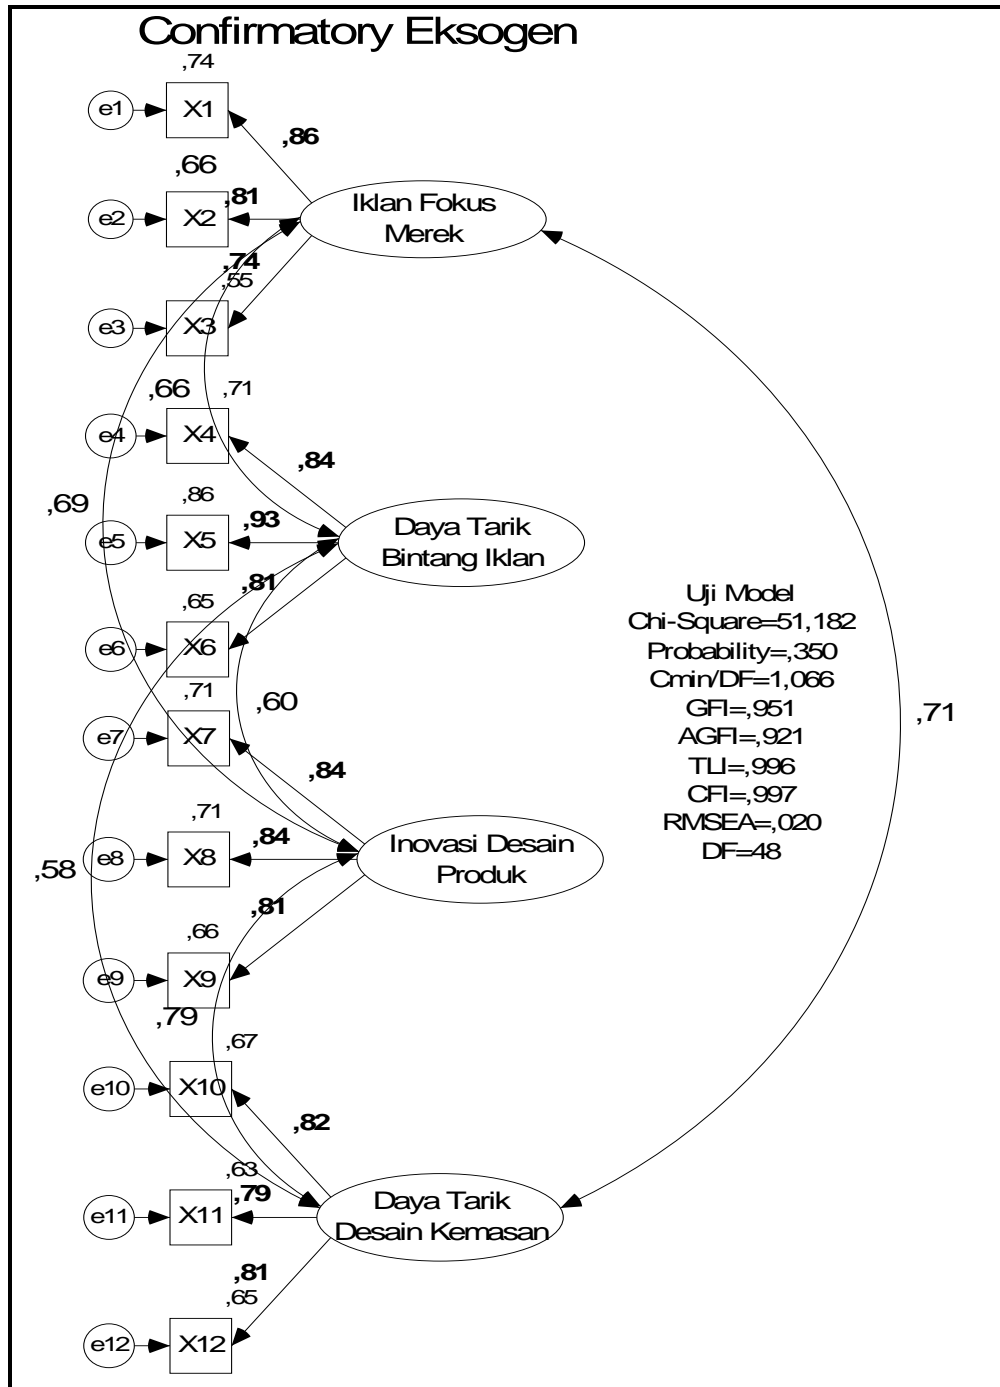 Confirmatory Eksogen
,74
e1
X1
,86
,66
e2
X2
,81
Iklan Fokus
Merek
,74
,55
e3
X3
,66
,71
e4
X4
,84
,69
,86
e5
X5
,93
Daya Tarik
Bintang Iklan
,81
,65
e6
X6
,71
,60
e7
X7
,84
,71
e8
X8
,84
Inovasi Desain
Produk
,58
,81
,66
e9
X9
,79
,67
e10
X10
,82
,63
,79
e11
X11
Daya Tarik
Desain Kemasan
,81
,65
e12
X12
Uji Model
Chi-Square=51,182
Probability=,350
Cmin/DF=1,066
GFI=,951
AGFI=,921
TLI=,996
CFI=,997
RMSEA=,020
DF=48
,71